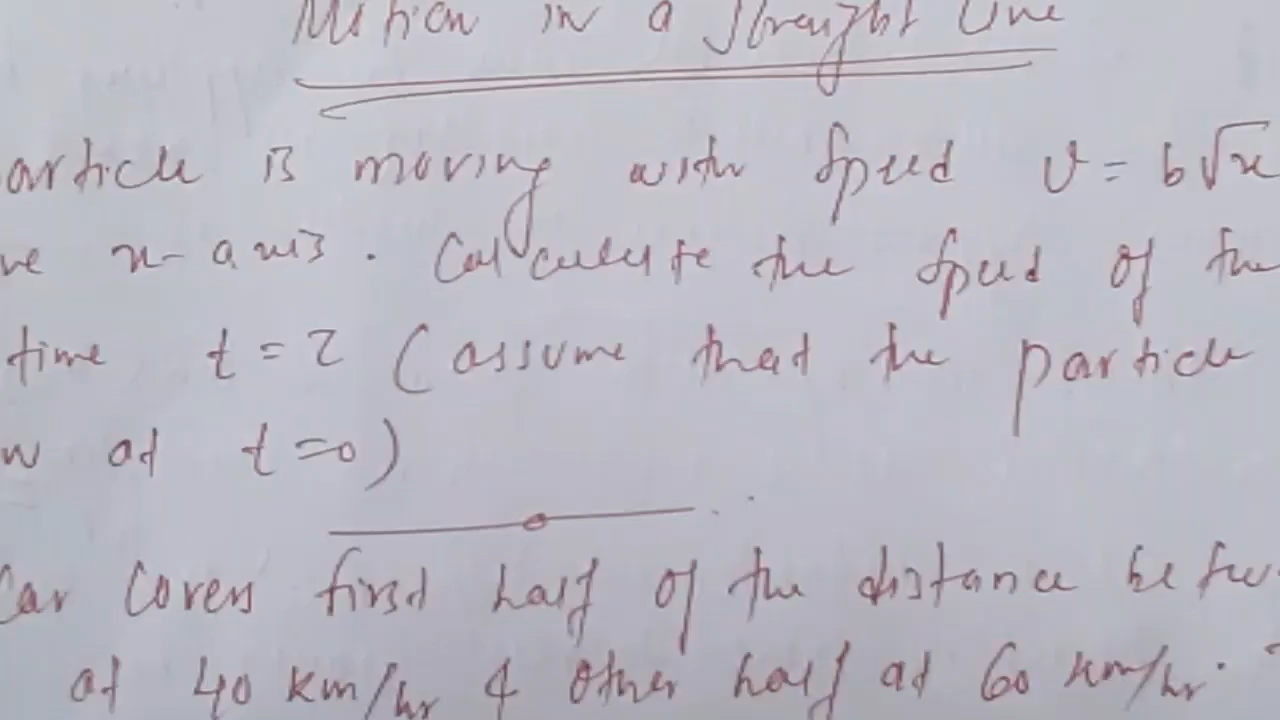 Motion in a straight line
article is moving with speed v = b√x
ve x-axis. Calculate the speed of the
time t = 2 (assume that the particle
at t = 0)
Car covers first half of the distance betw
at 40 km/hr & other half at 60 km/hr.